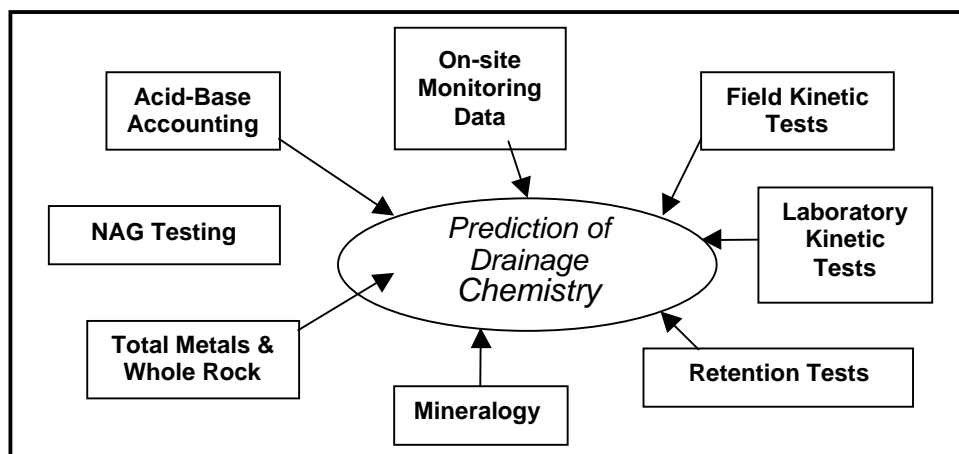 On-site
Monitoring
Data
Acid-Base
Accounting
Field Kinetic
Tests
NAG Testing
Prediction of
Drainage
Chemistry
Laboratory
Kinetic
Tests
Total Metals &
Whole Rock
Mineralogy
Retention Tests